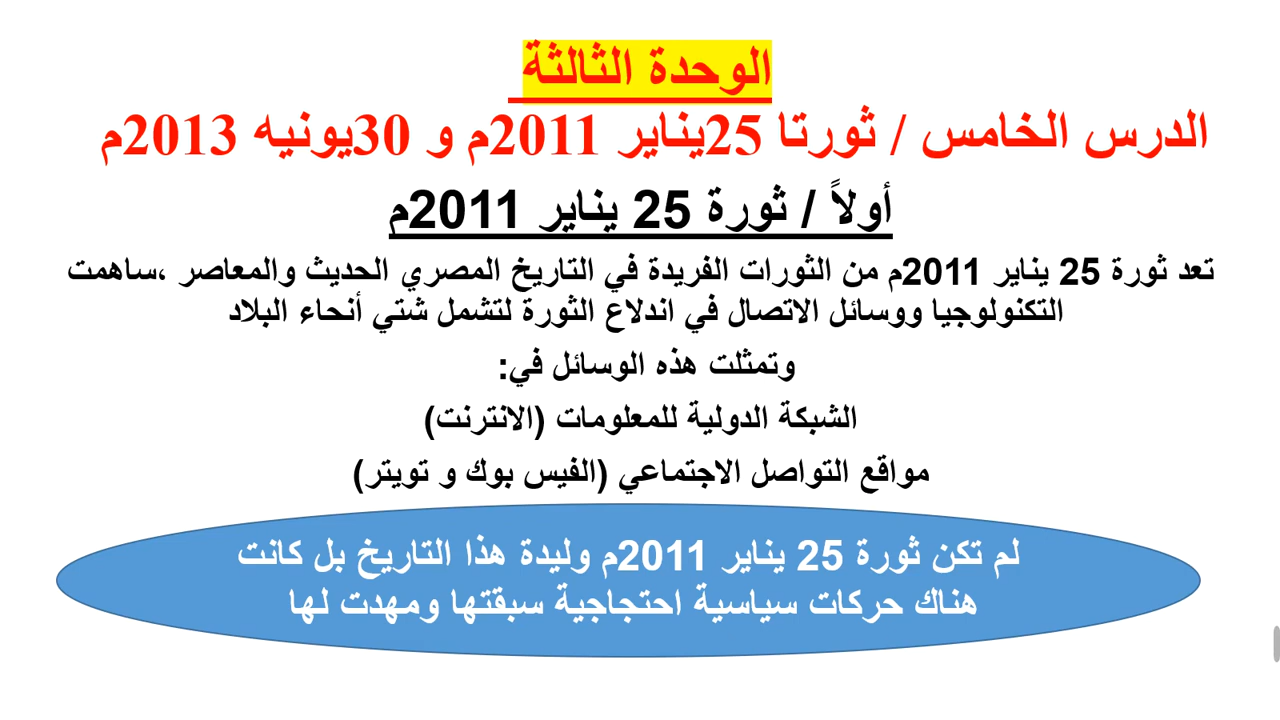 الوحدة الثالثة
الدرس الخامس / ثورتا 25يناير 2011م و 30يونيه 2013م
أولاً / ثورة 25 يناير 2011م
تعد ثورة 25 يناير 2011م من الثورات الفريدة في التاريخ المصري الحديث والمعاصر ،ساهمت
التكنولوجيا ووسائل الاتصال في اندلاع الثورة لتشمل شتي أنحاء البلاد
وتمثلت هذه الوسائل في:
الشبكة الدولية للمعلومات (الانترنت)
مواقع التواصل الاجتماعي (الفيس بوك و تويتر)
لم تكن ثورة 25 يناير 2011م وليدة هذا التاريخ بل كانت
هناك حركات سياسية احتجاجية سبقتها ومهدت لها